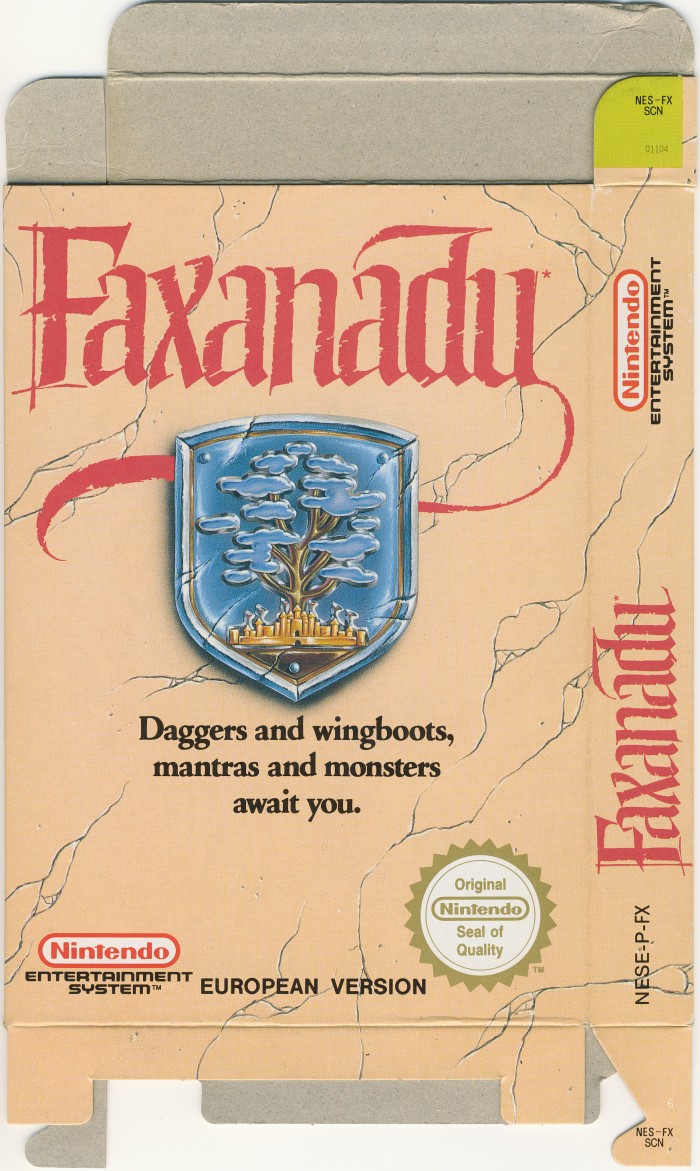 NES-FX
SCN
01104
Faxanadu*
Daggers and wingboots,
mantras and monsters
await you.
Original
Nintendo
Seal of
Quality
TM
Nintendo
ENTERTAINMENT
SYSTEM™
EUROPEAN VERSION
Nintendo
ENTERTAINMENT
SYSTEM™
Faxanadu*
NESE-P-FX
6
NES-FX
SCN